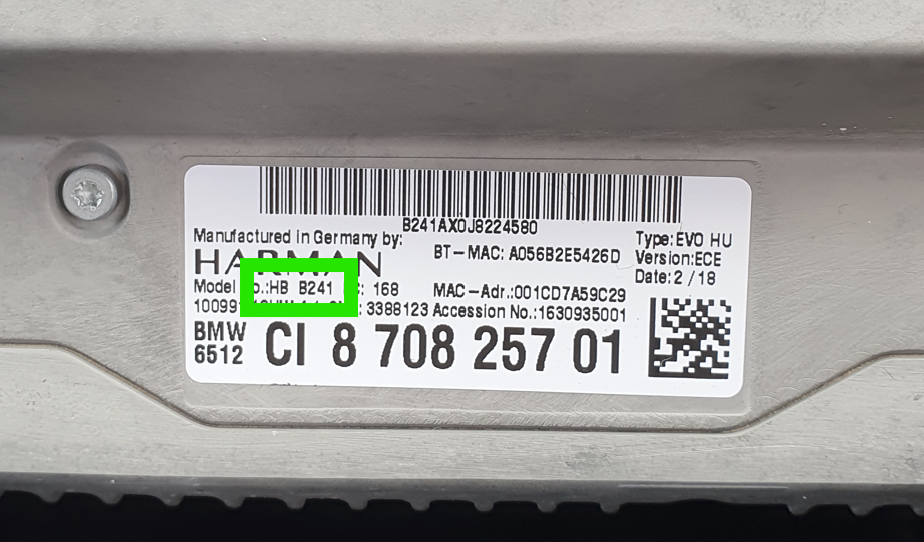 B241AX0J8224580
Manufactured in Germany by:
HARMAN
BT-MAC: A056B2E5426D
Type: EVO HU
Version:ECE
Date: 2 / 18
Model No.:HB B241 168
MAC-Adr.:001CD7A59C29
3388123 Accession No.:1630935001
BMW
6512
CI 8 708 257 01